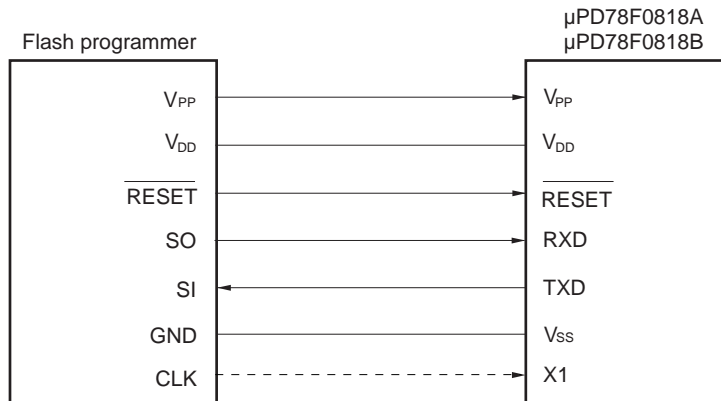 µPD78F0818A
Flash programmer µPD78F0818B
VPP VPP
VDD VDD
RESET RESET
SO RXD
SI TXD
GND VSS
CLK X1